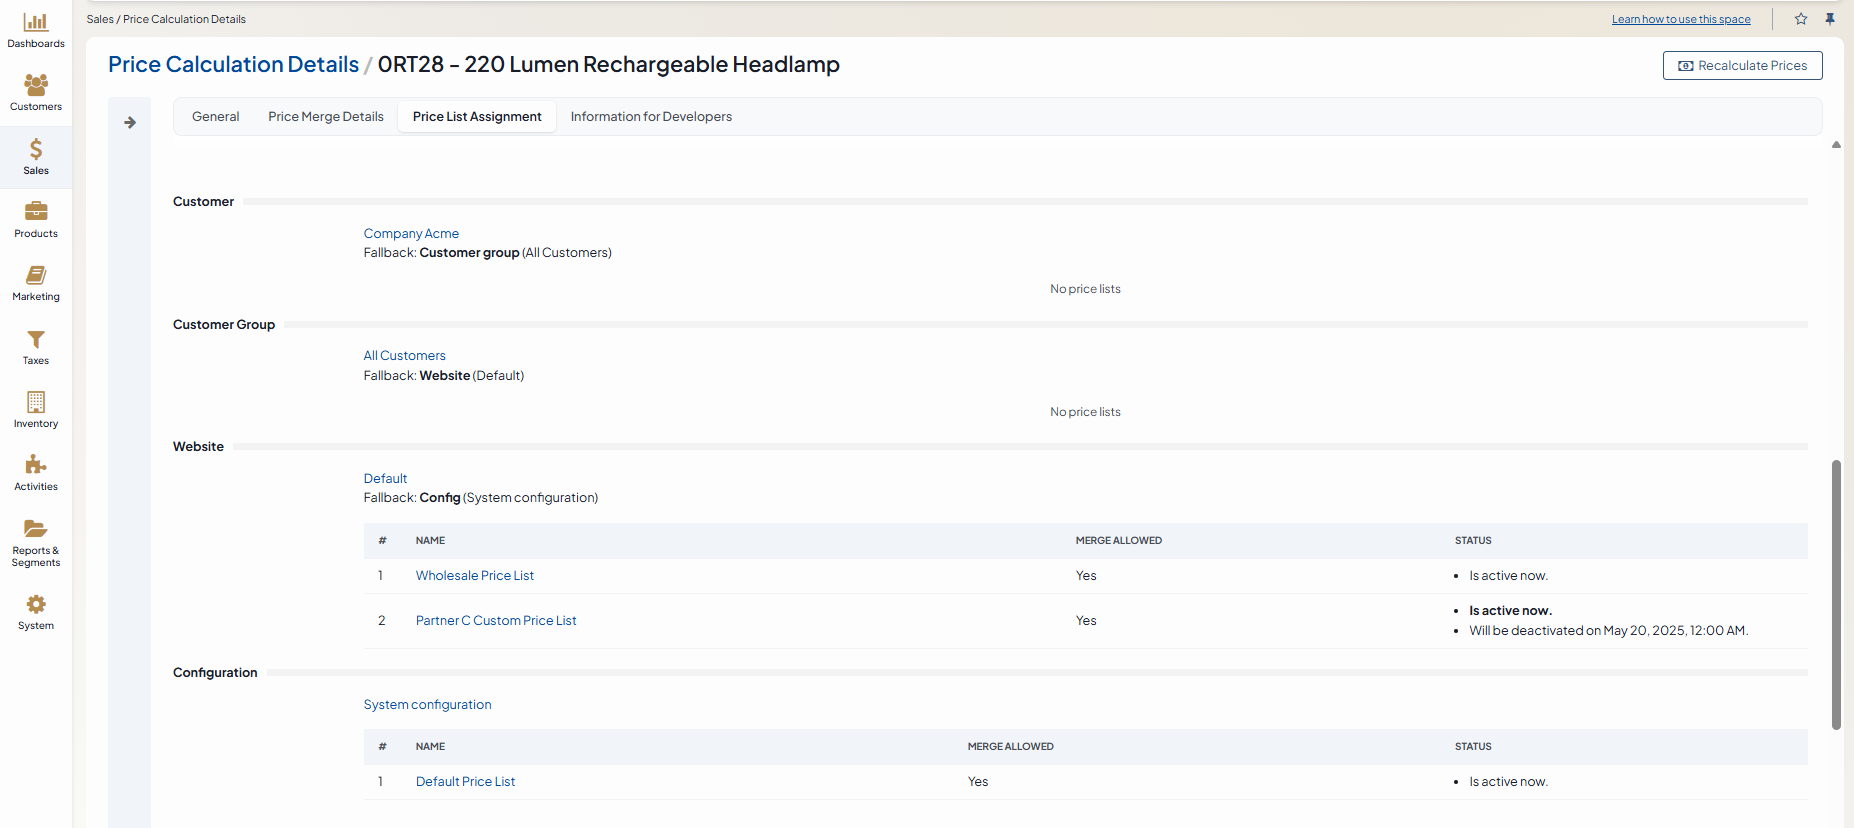 Sales / Price Calculation Details
Learn how to use this space
Dashboards
Customers
Sales
Products
Marketing
Taxes
Inventory
Activities
Reports &
Segments
System
Price Calculation Details / 0RT28 - 220 Lumen Rechargeable Headlamp
Recalculate Prices
General Price Merge Details Price List Assignment Information for Developers
Customer
Company Acme
Fallback: Customer group (All Customers)
No price lists
Customer Group
All Customers
Fallback: Website (Default)
No price lists
Website
Default
Fallback: Config (System configuration)
# NAME MERGE ALLOWED STATUS
1 Wholesale Price List Yes • Is active now.
2 Partner C Custom Price List Yes • Is active now.
• Will be deactivated on May 20, 2025, 12:00 AM.
Configuration
System configuration
# NAME MERGE ALLOWED STATUS
1 Default Price List Yes • Is active now.